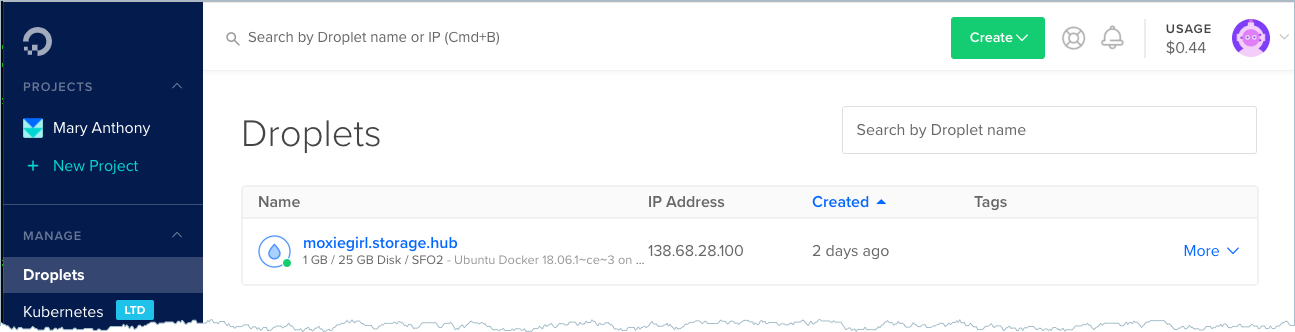 Search by Droplet name or IP (Cmd+B)
Create
USAGE
$0.44
PROJECTS
Mary Anthony
+ New Project
MANAGE
Droplets
Kubernetes LTD
Droplets
Search by Droplet name
Name IP Address Created Tags
moxiegirl.storage.hub
1 GB / 25 GB Disk / SFO2 - Ubuntu Docker 18.06.1~ce~3 on ...
138.68.28.100
2 days ago
More